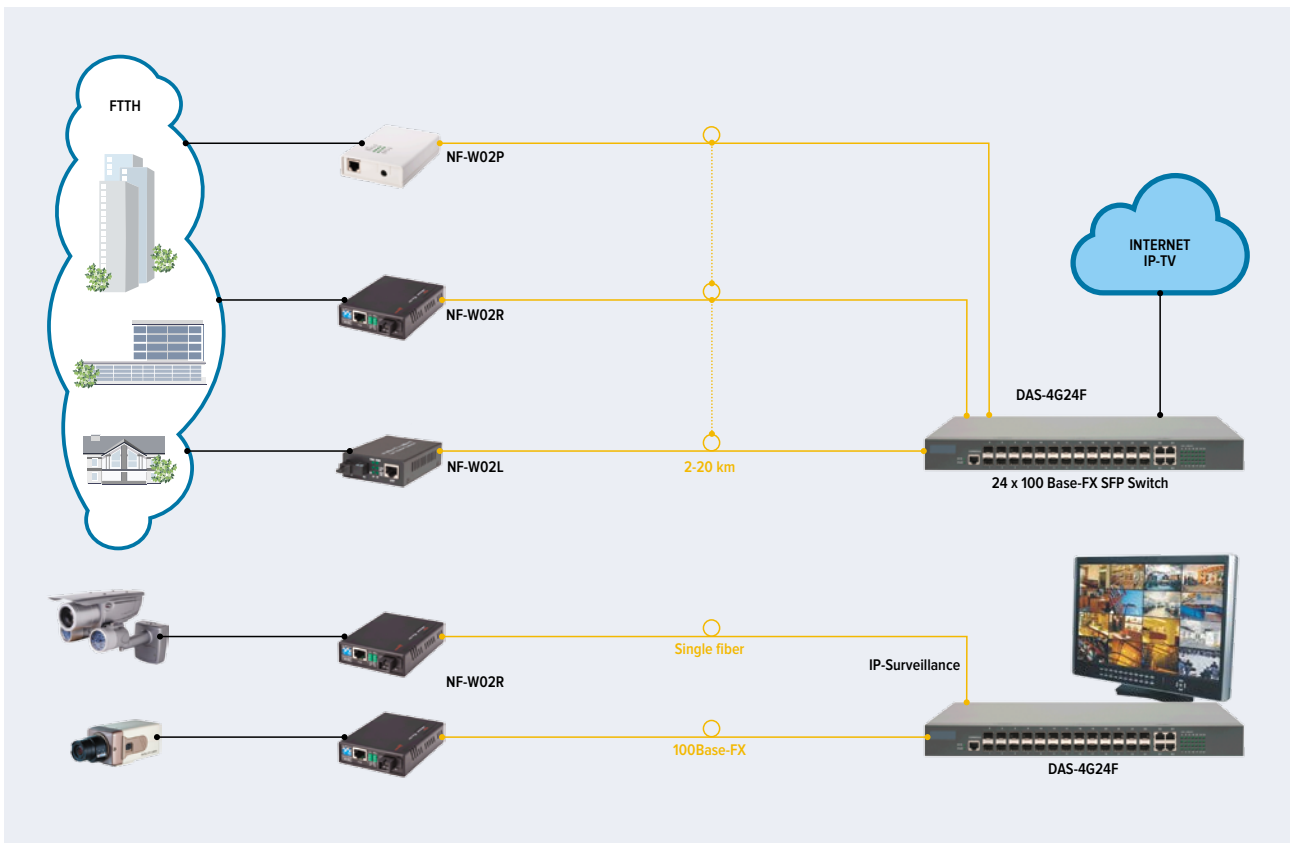 FTTH
NF-W02P
INTERNET
IP-TV
NF-W02R
DAS-4G24F
NF-W02L
2-20 km
24 x 100 Base-FX SFP Switch
Single fiber
IP-Surveillance
NF-W02R
100Base-FX
DAS-4G24F